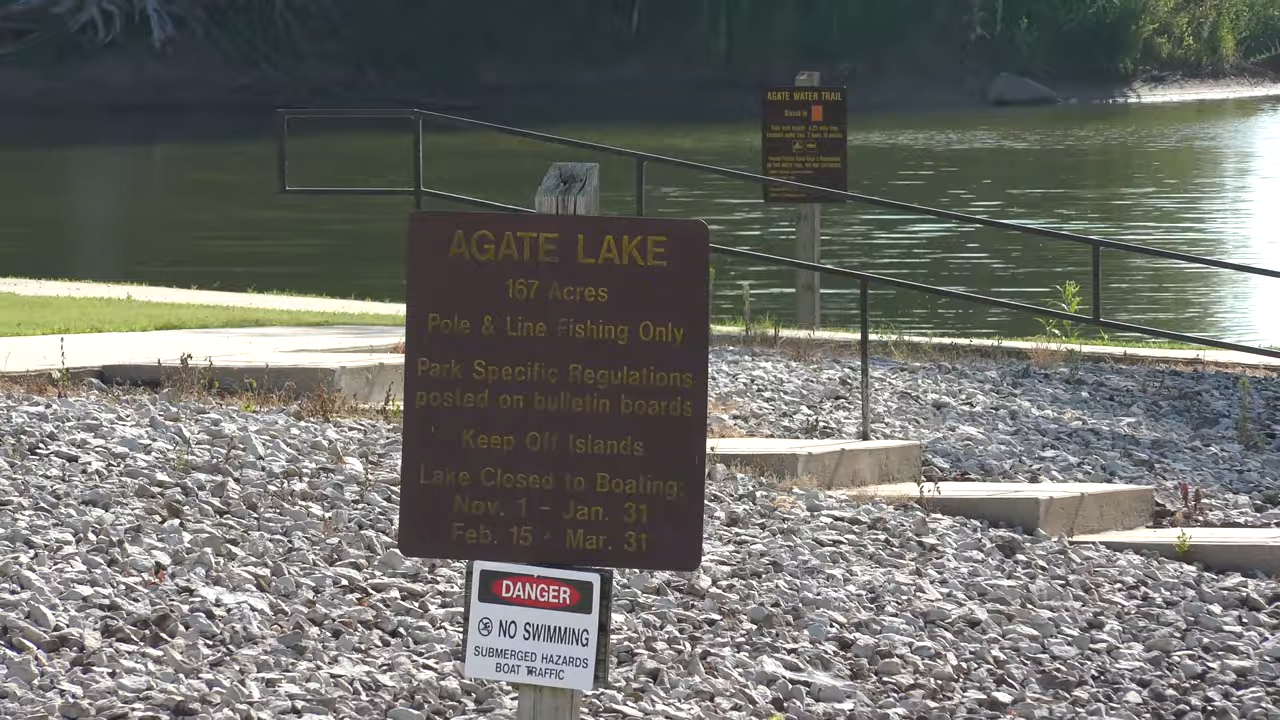 AGATE LAKE
167 Acres
Pole & Line Fishing Only
Park Specific Regulations
posted on bulletin boards
Keep Off Islands
Lake Closed to Boating:
Nov. 1 - Jan. 31
Feb. 15 - Mar. 31
DANGER
NO SWIMMING
SUBMERGED HAZARDS
BOAT TRAFFIC
AGATE WATER TRAIL